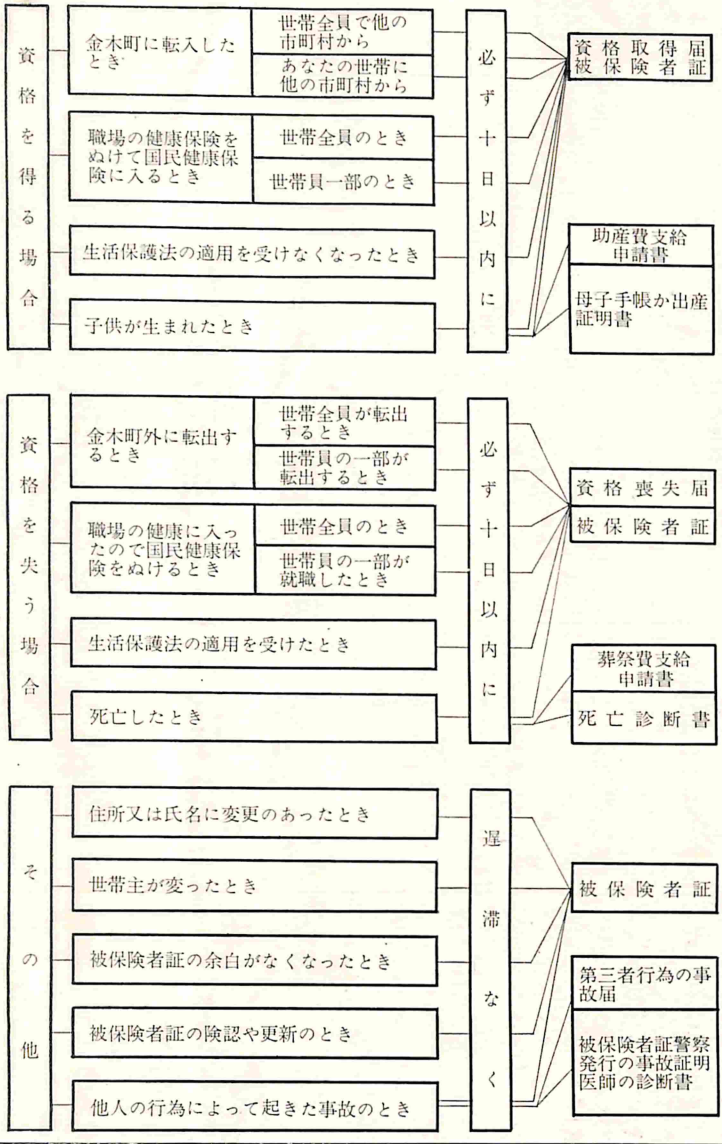 資格を得る場合
金木町に転入した
とき
世帯全員で他の
市町村から
あなたの世帯に
他の市町村から
職場の健康保険を
ぬけて国民健康保
険に入るとき
世帯全員のとき
世帯員一部のとき
生活保護法の適用を受けなくなったとき
子供が生まれたとき
必ず十日以内に
資格取得届
被保険者証
助産費支給
申請書
母子手帳か出産
証明書
資格を失う場合
金木町外に転出す
るとき
世帯全員が転出
するとき
世帯員の一部が
転出するとき
職場の健康に入っ
たので国民健康保
険をぬけるとき
世帯全員のとき
世帯員の一部が
就職したとき
生活保護法の適用を受けたとき
死亡したとき
必ず十日以内に
資格喪失届
被保険者証
葬祭費支給
申請書
死亡診断書
その他
住所又は氏名に変更のあったとき
世帯主が変ったとき
被保険者証の余白がなくなったとき
被保険者証の険認や更新のとき
他人の行為によって起きた事故のとき
遅滞なく
被保険者証
第三者行為の事
故届
被保険者証警察
発行の事故証明
医師の診断書